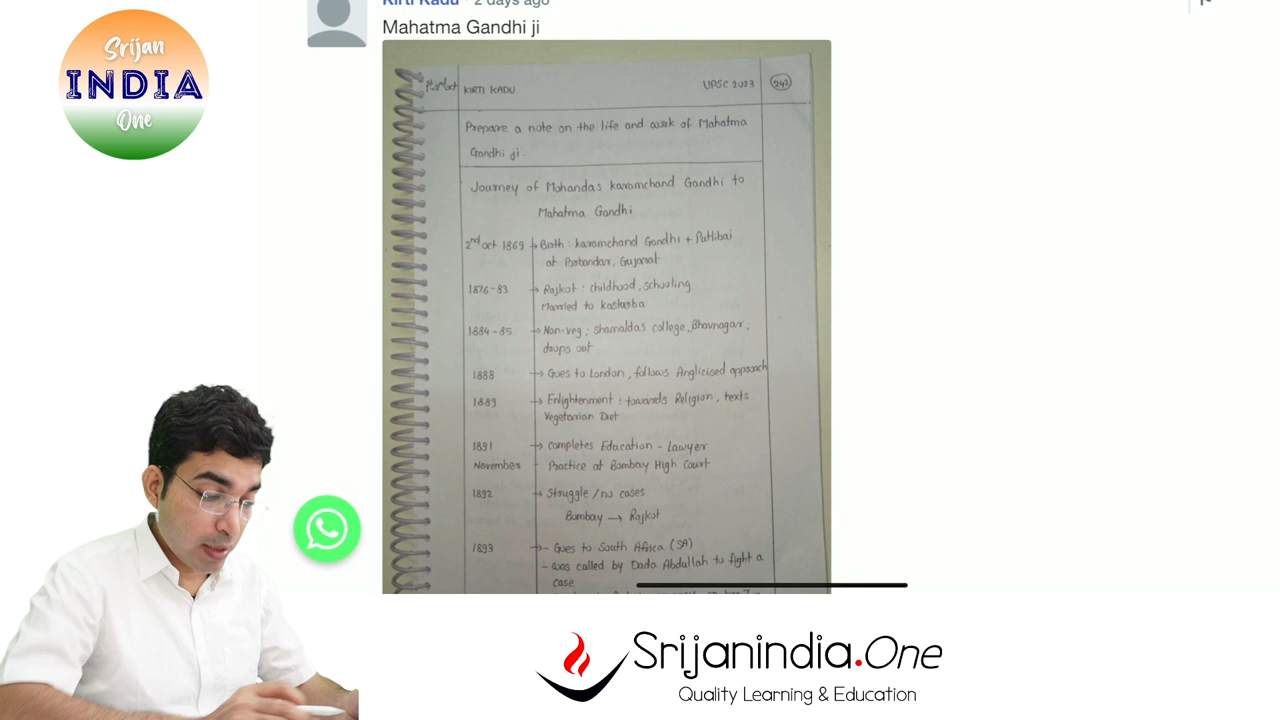 Srijan
INDIA
One
Kirti Kadu • 2 days ago
Mahatma Gandhi ji
KIRTI KADU
UPSC 2023
242
Prepare a note on the life and work of Mahatma
Gandhi ji.
Journey of Mohandas karamchand Gandhi to
Mahatma Gandhi
2nd oct 1869 → Birth : karamchand Gandhi + Putlibai
at Porbandar, Gujarat
1876-83 → Rajkot : childhood, schooling
Married to kasturba
1884-85 → Non-veg ; Shamaldas college, Bhavnagar ;
drops out
1888 → Goes to London, follows Anglicised approach
1889 → Enlightenment : towards Religion, texts
Vegetarian Diet
1891 → completes Education - Lawyer
November - Practice at Bombay High Court
1892 → Struggle / no cases
Bombay → Rajkot
1893 → - Goes to South Africa (SA)
- was called by Dada Abdullah to fight a
case
Srijanindia.One
Quality Learning & Education